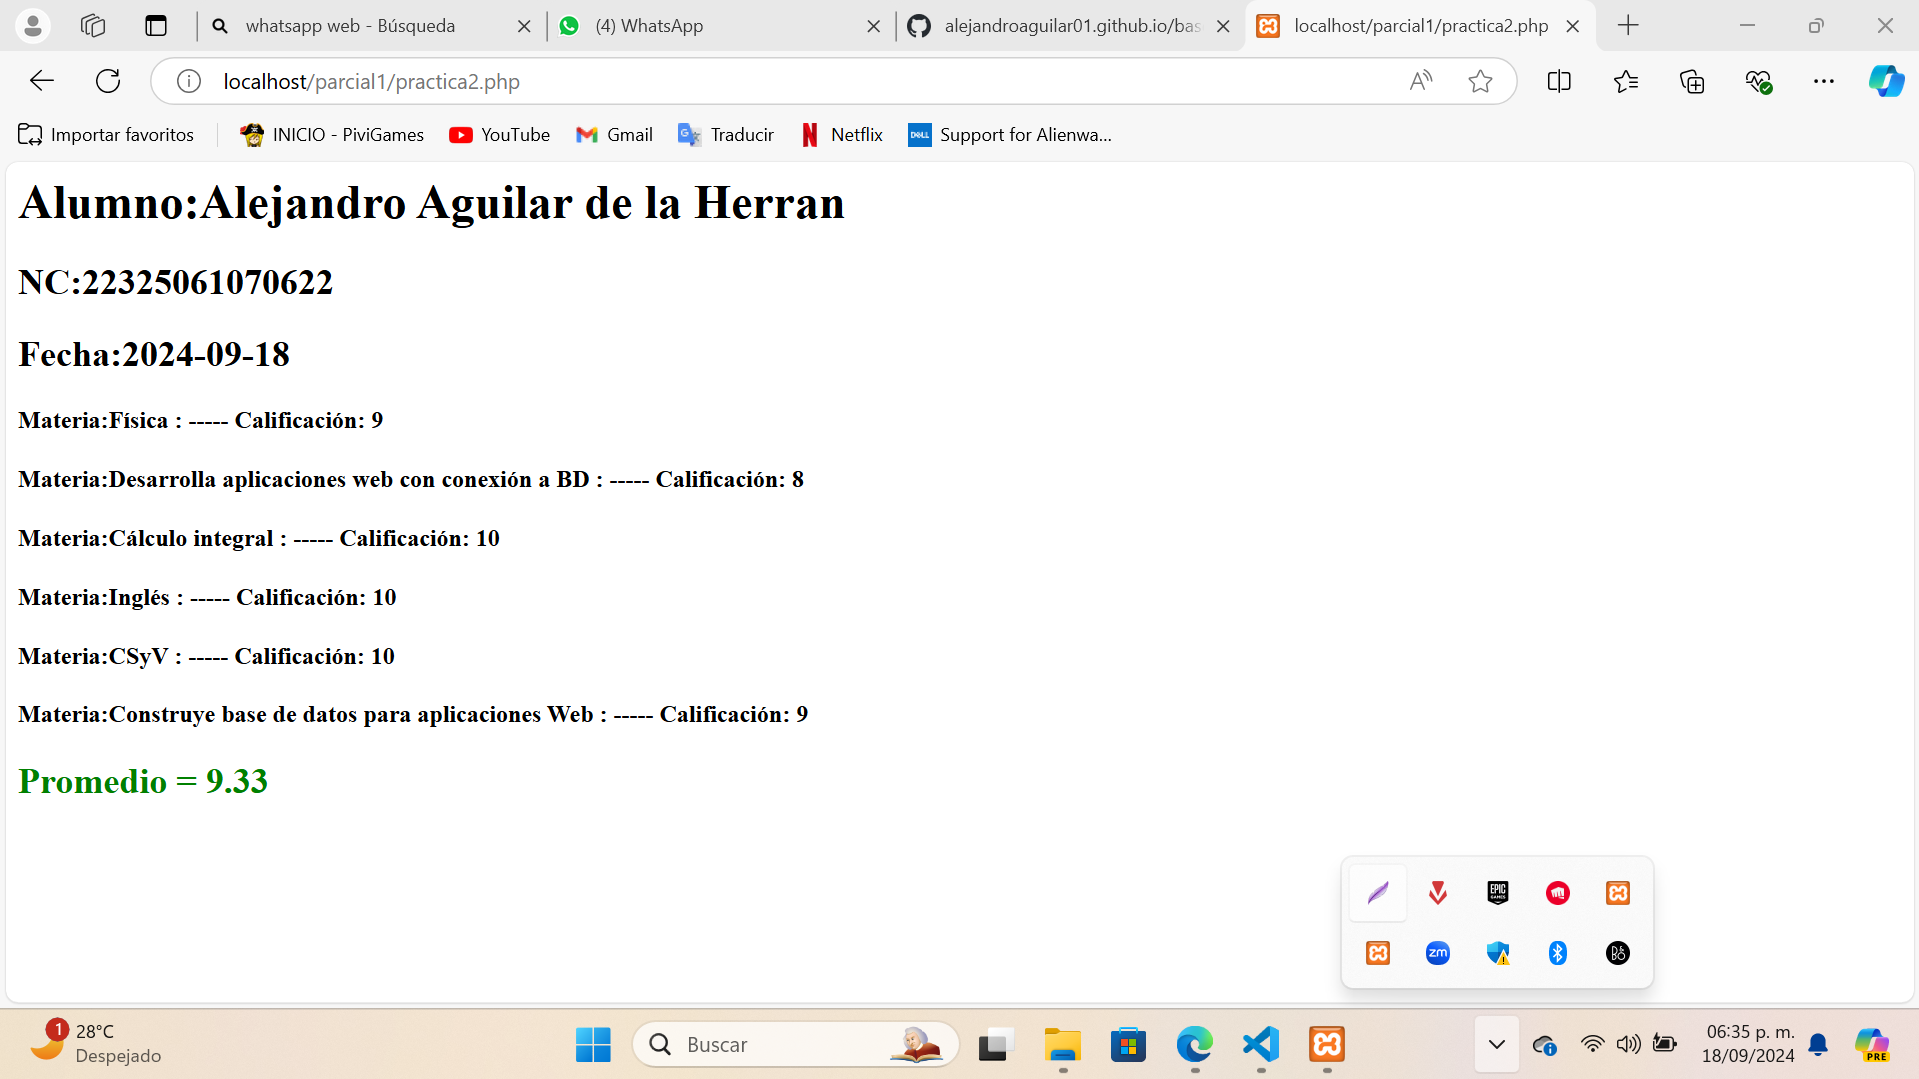 whatsapp web - Búsqueda
(4) WhatsApp
alejandroaguilar01.github.io/bas
localhost/parcial1/practica2.php
localhost/parcial1/practica2.php
Importar favoritos
INICIO - PiviGames
YouTube
Gmail
Traducir
Netflix
DELL
Support for Alienwa...
Alumno:Alejandro Aguilar de la Herran
NC:22325061070622
Fecha:2024-09-18
Materia:Física : ----- Calificación: 9
Materia:Desarrolla aplicaciones web con conexión a BD : ----- Calificación: 8
Materia:Cálculo integral : ----- Calificación: 10
Materia:Inglés : ----- Calificación: 10
Materia:CSyV : ----- Calificación: 10
Materia:Construye base de datos para aplicaciones Web : ----- Calificación: 9
Promedio = 9.33
EPIC GAMES
zm
B&O
1
28°C
Despejado
Buscar
06:35 p. m.
18/09/2024
PRE